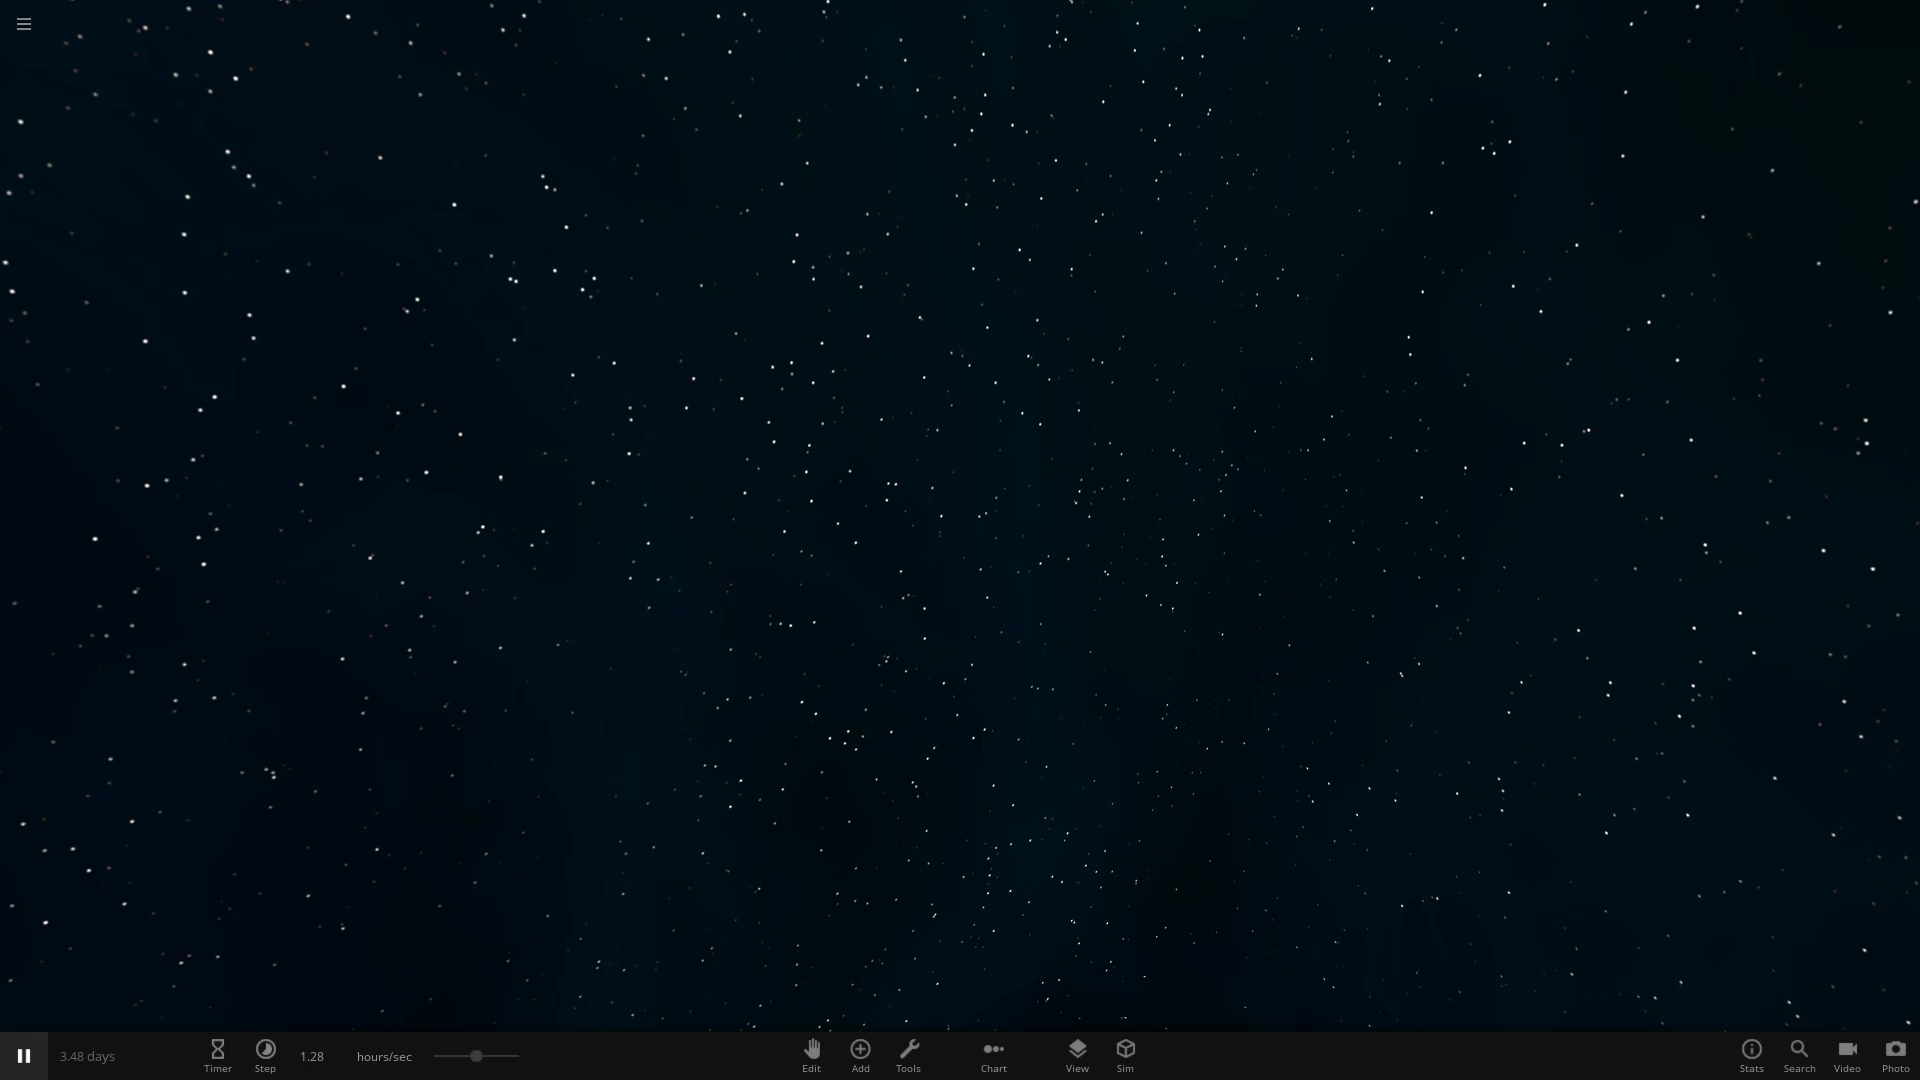 3.48 days
Timer
Step
1.28
hours/sec
Edit
Add
Tools
Chart
View
Sim
Stats
Search
Video
Photo